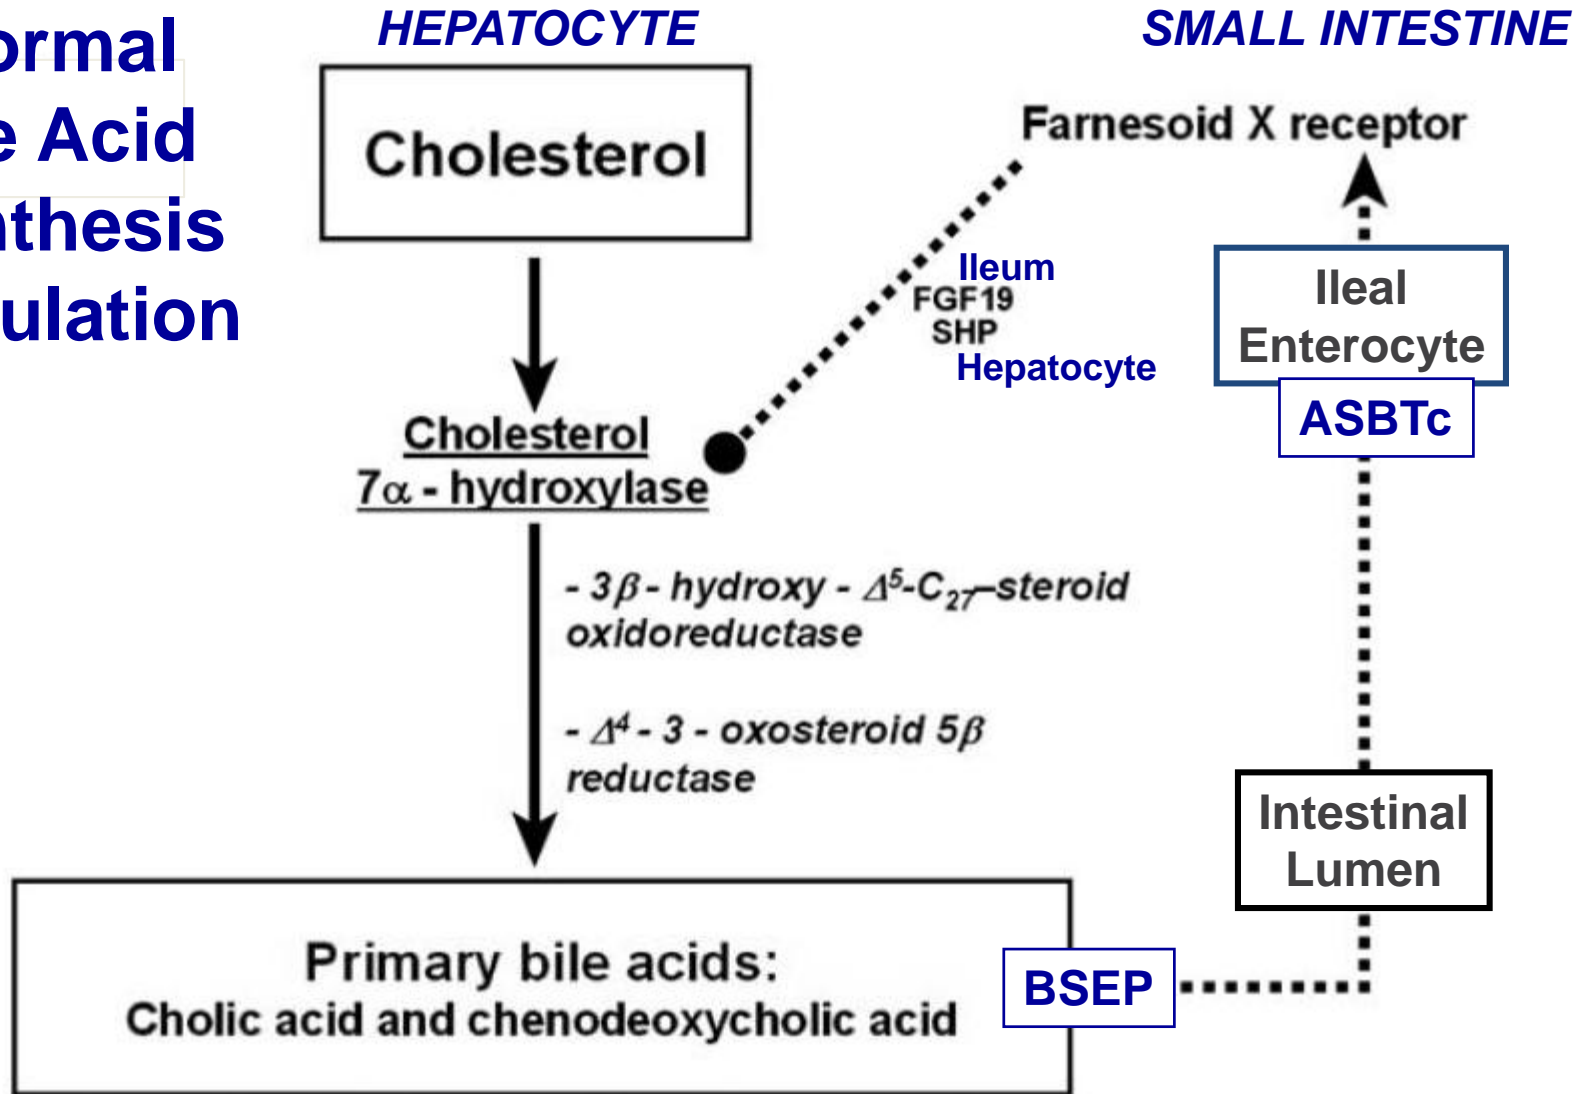 ormal
e Acid
nthesis
ulation
HEPATOCYTE
SMALL INTESTINE
Cholesterol
Farnesoid X receptor
Ileum
FGF19
SHP
Hepatocyte
Ileal
Enterocyte
ASBTc
Cholesterol
7α - hydroxylase
- 3β - hydroxy - Δ⁵-C₂₇–steroid
oxidoreductase
- Δ⁴ - 3 - oxosteroid 5β
reductase
Intestinal
Lumen
Primary bile acids:
Cholic acid and chenodeoxycholic acid
BSEP